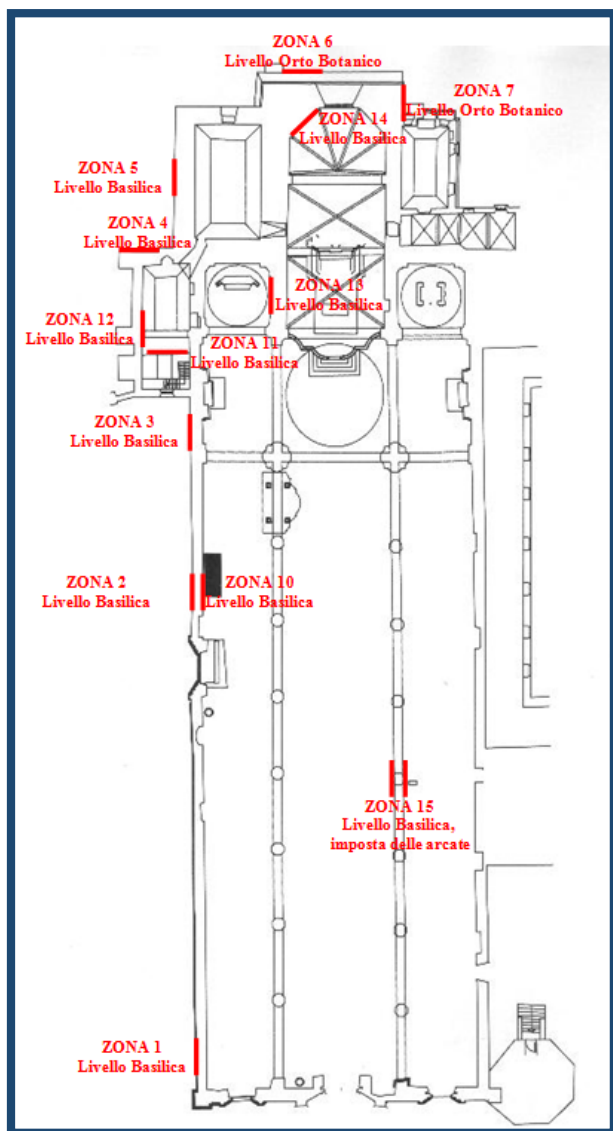 ZONA 6
Livello Orto Botanico
ZONA 7
Livello Orto Botanico
ZONA 14
Livello Basilica
ZONA 5
Livello Basilica
ZONA 4
Livello Basilica
ZONA 13
Livello Basilica
ZONA 12
Livello Basilica
ZONA 11
Livello Basilica
ZONA 3
Livello Basilica
ZONA 2
Livello Basilica
ZONA 10
Livello Basilica
ZONA 15
Livello Basilica,
imposta delle arcate
ZONA 1
Livello Basilica